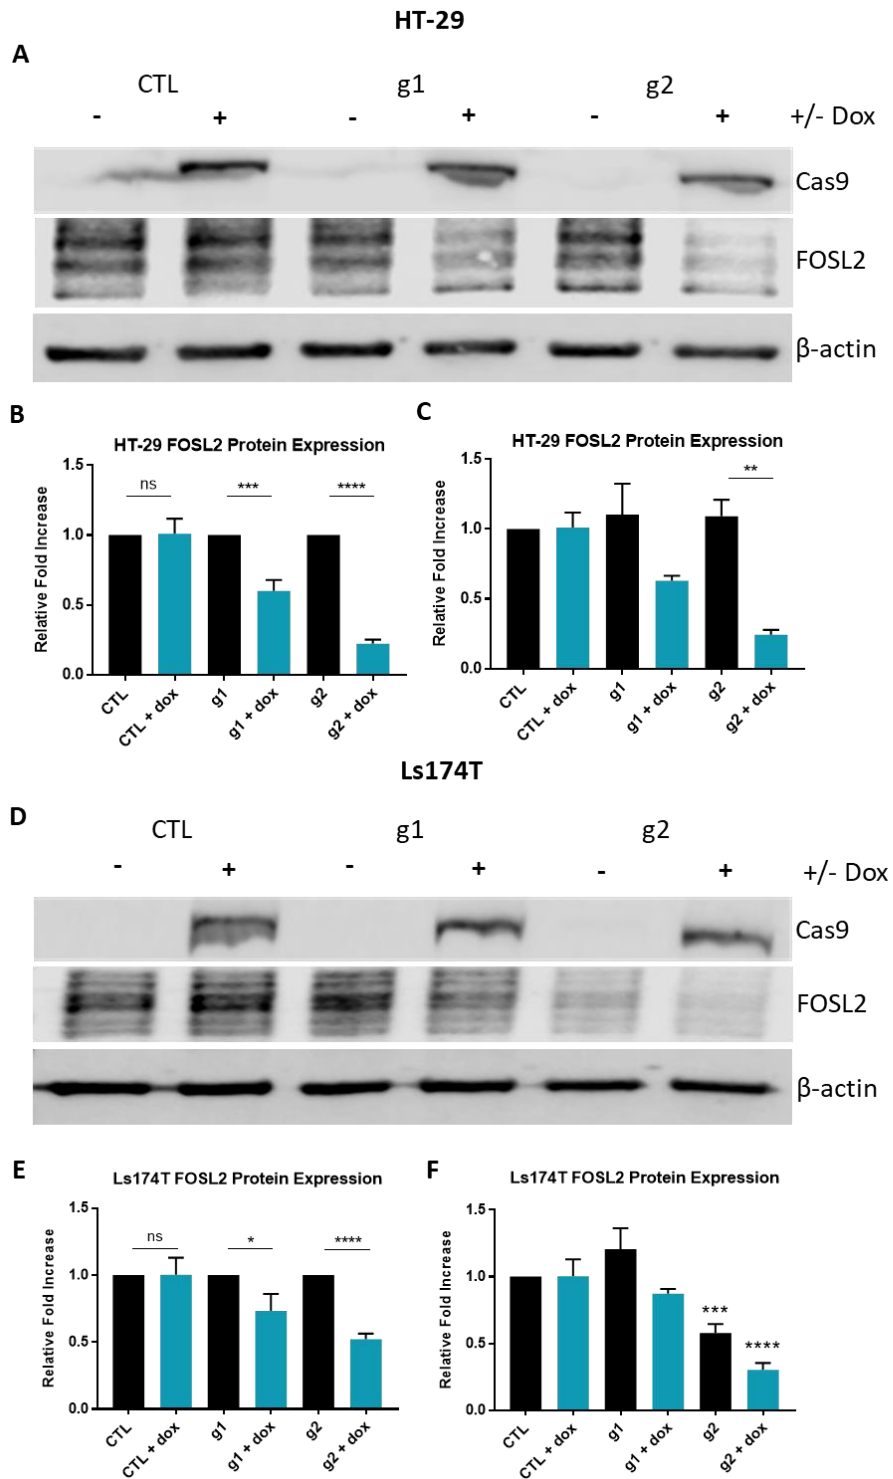 HT-29
A
CTL g1 g2
- + - + - + +/- Dox
Cas9
FOSL2
β-actin
B
HT-29 FOSL2 Protein Expression
Relative Fold Increase
1.5
1.0
0.5
0.0
ns *** ****
CTL
CTL + dox
g1
g1 + dox
g2
g2 + dox
C
HT-29 FOSL2 Protein Expression
Relative Fold Increase
1.5
1.0
0.5
0.0
**
CTL
CTL + dox
g1
g1 + dox
g2
g2 + dox
Ls174T
D
CTL g1 g2
- + - + - + +/- Dox
Cas9
FOSL2
β-actin
E
Ls174T FOSL2 Protein Expression
Relative Fold Increase
1.5
1.0
0.5
0.0
ns * ****
CTL
CTL + dox
g1
g1 + dox
g2
g2 + dox
F
Ls174T FOSL2 Protein Expression
Relative Fold Increase
1.5
1.0
0.5
0.0
***
****
CTL
CTL + dox
g1
g1 + dox
g2
g2 + dox